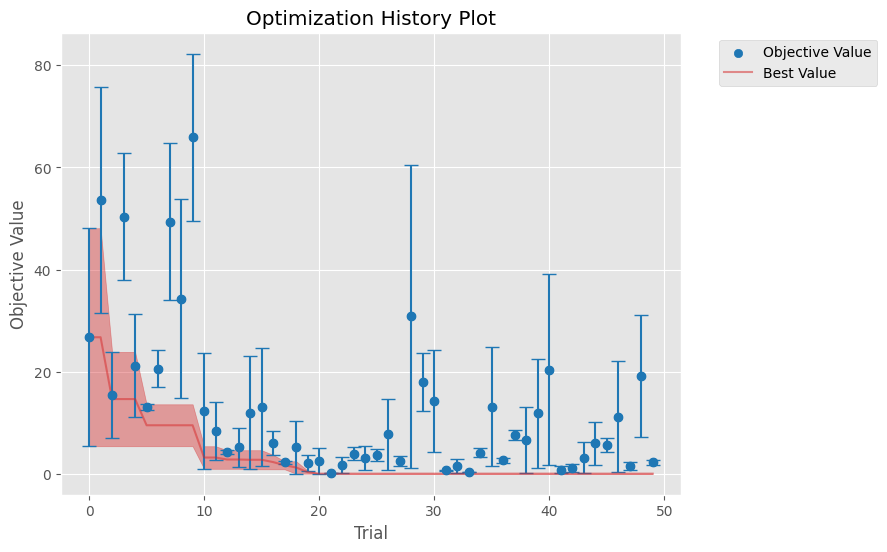 Optimization History Plot
Objective Value
Best Value
80
60
40
20
0
Objective Value
0 10 20 30 40 50
Trial